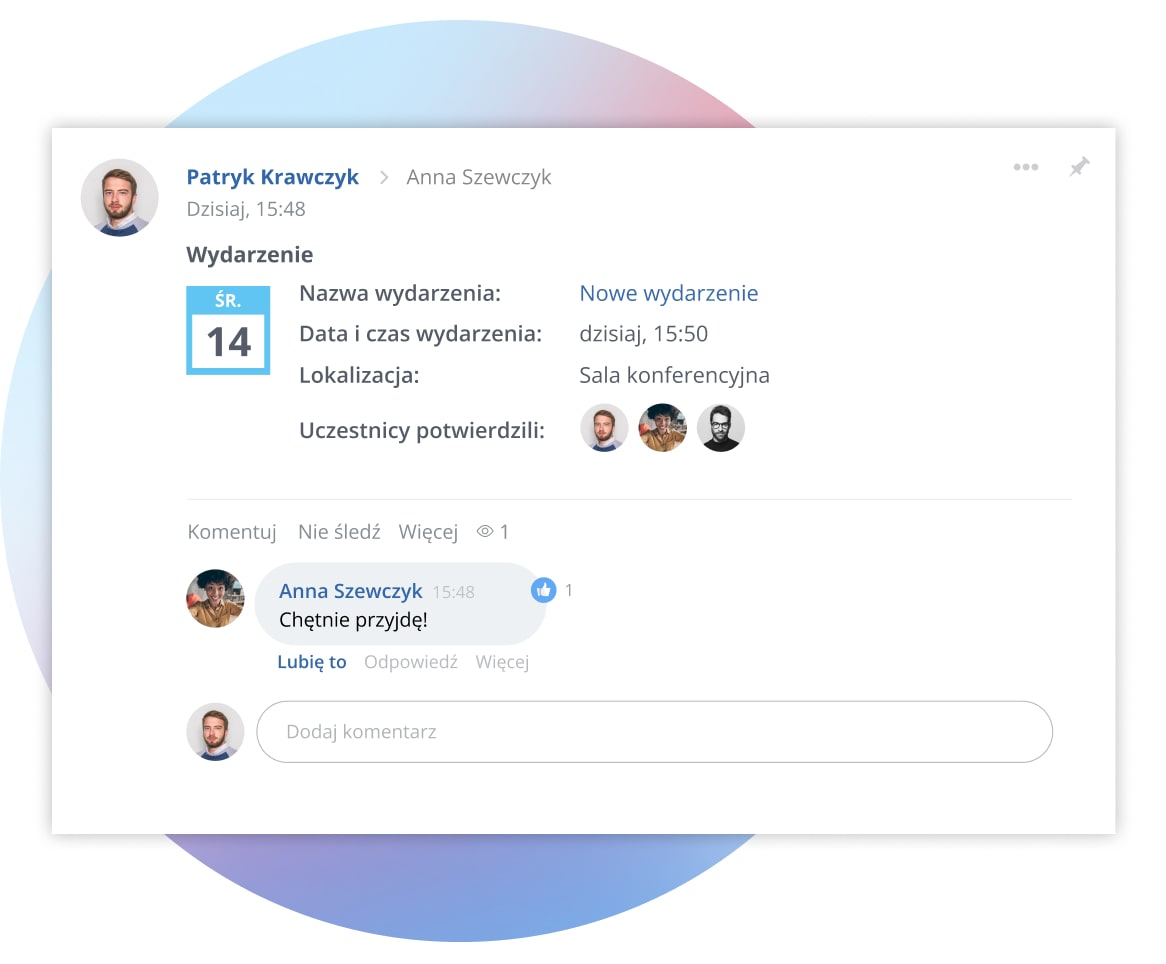 Patryk Krawczyk > Anna Szewczyk
Dzisiaj, 15:48
Wydarzenie
ŚR.
14
Nazwa wydarzenia: Nowe wydarzenie
Data i czas wydarzenia: dzisiaj, 15:50
Lokalizacja: Sala konferencyjna
Uczestnicy potwierdzili:
Komentuj Nie śledź Więcej 1
Anna Szewczyk 15:48 1
Chętnie przyjdę!
Lubię to Odpowiedź Więcej
Dodaj komentarz